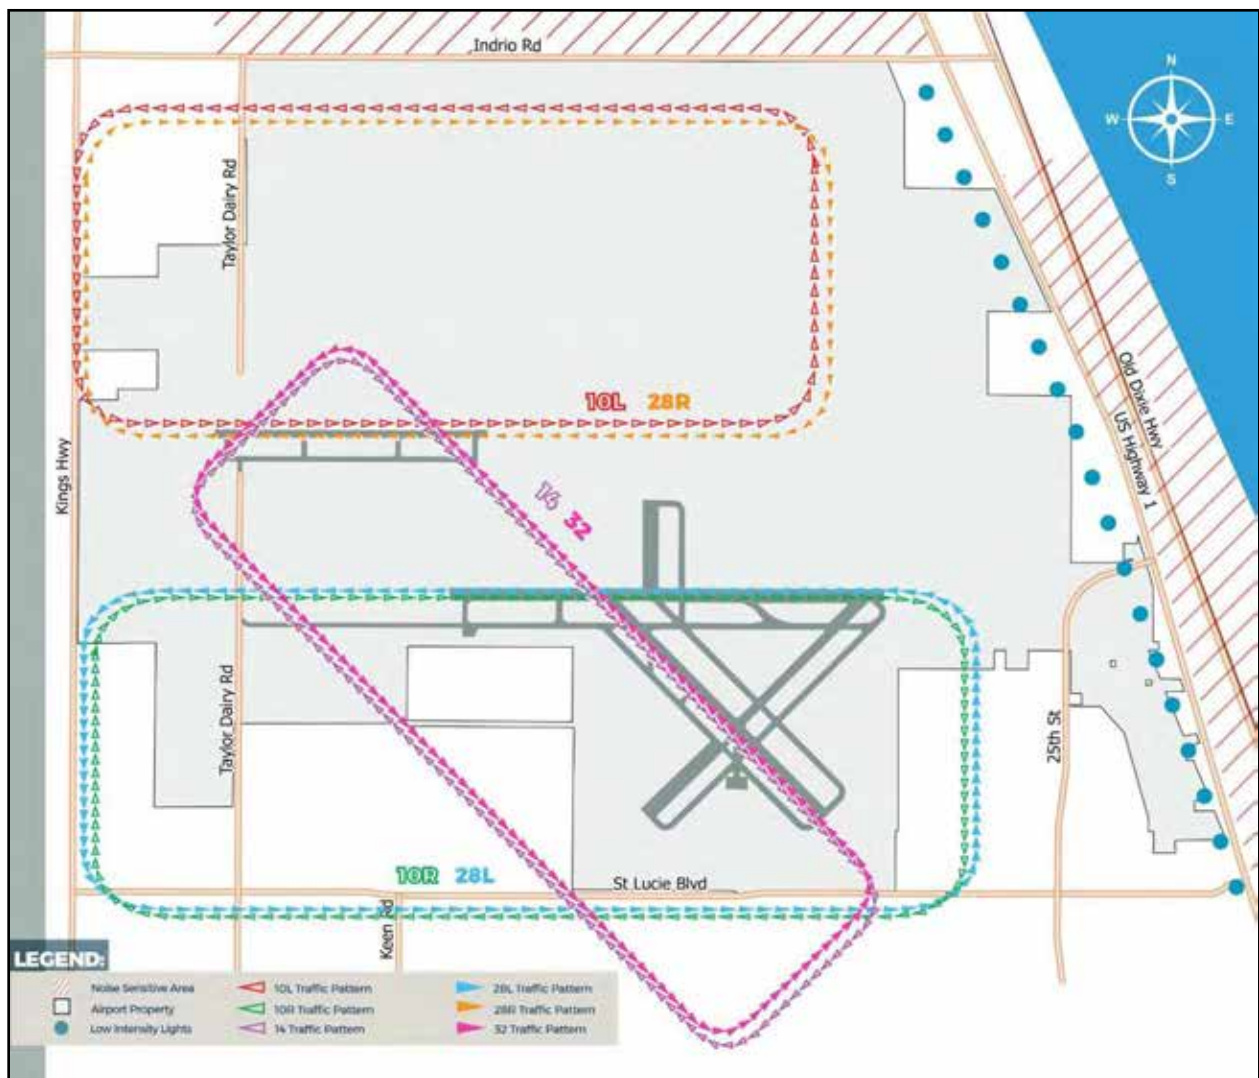 Indrio Rd
N
W
E
S
Taylor Dairy Rd
10L 28R
Old Dixie Hwy
US Highway 1
Kings Hwy
14 32
Taylor Dairy Rd
25th St
10R 28L
St Lucie Blvd
Keen Rd
LEGEND:
Noise Sensitive Area
10L Traffic Pattern
28L Traffic Pattern
Airport Property
10R Traffic Pattern
28R Traffic Pattern
Low Intensity Lights
14 Traffic Pattern
32 Traffic Pattern